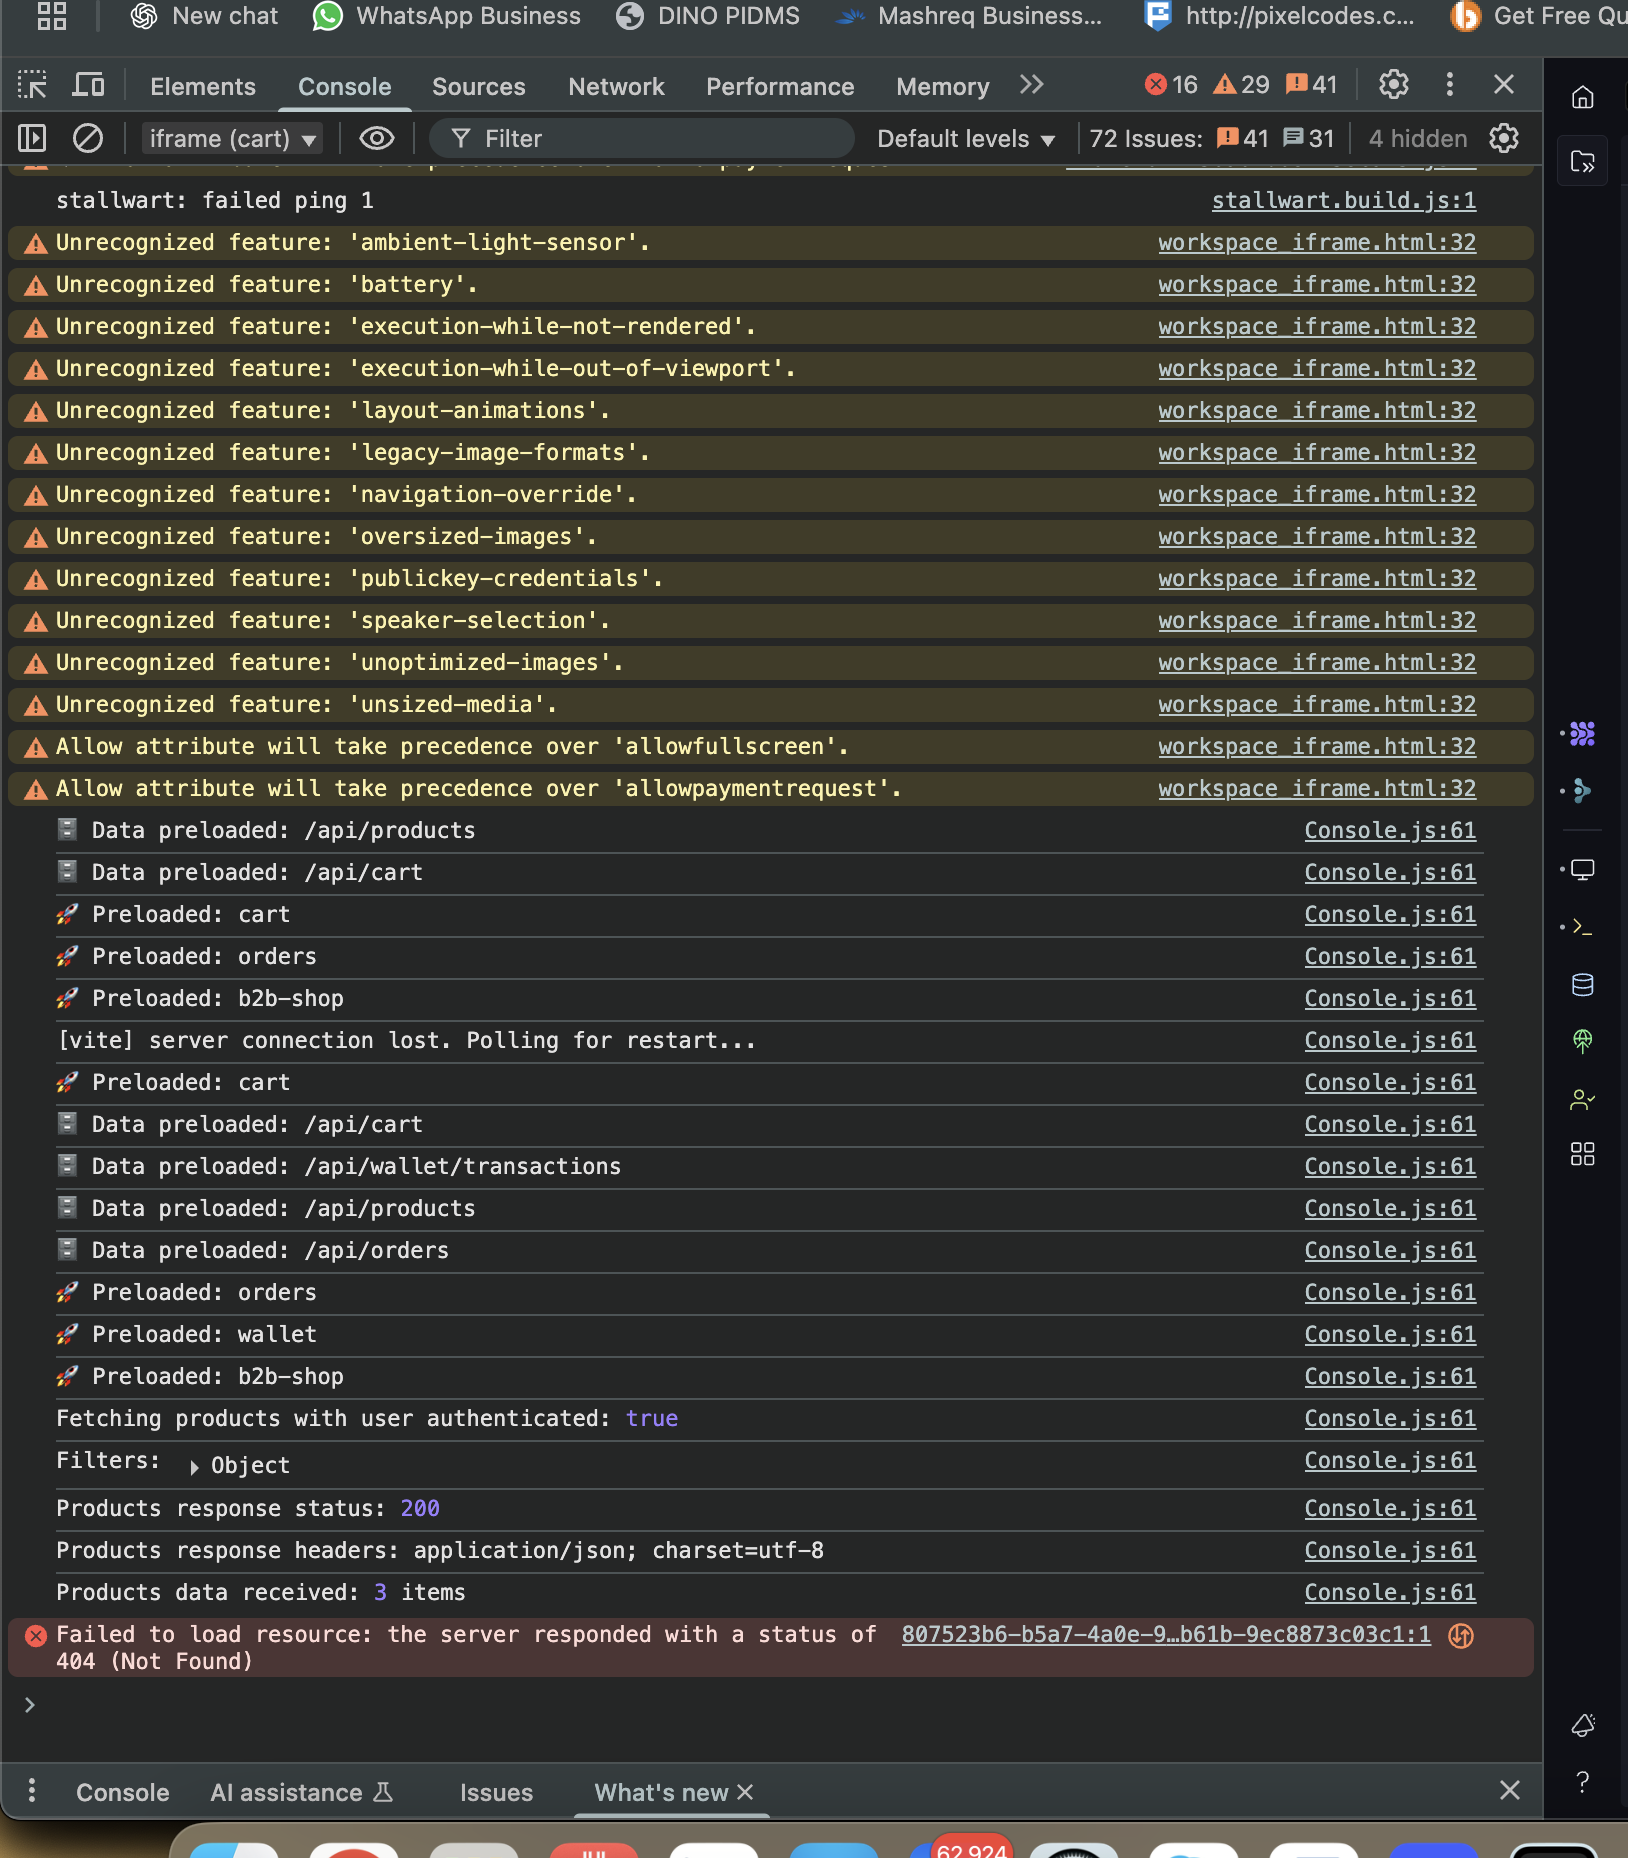 New chat WhatsApp Business DINO PIDMS Mashreq Business... http://pixelcodes.c... Get Free Qu
Elements Console Sources Network Performance Memory 16 29 41
iframe (cart) Filter Default levels 72 Issues: 41 31 4 hidden
stallwart: failed ping 1 stallwart.build.js:1
Unrecognized feature: 'ambient-light-sensor'. workspace_iframe.html:32
Unrecognized feature: 'battery'. workspace_iframe.html:32
Unrecognized feature: 'execution-while-not-rendered'. workspace_iframe.html:32
Unrecognized feature: 'execution-while-out-of-viewport'. workspace_iframe.html:32
Unrecognized feature: 'layout-animations'. workspace_iframe.html:32
Unrecognized feature: 'legacy-image-formats'. workspace_iframe.html:32
Unrecognized feature: 'navigation-override'. workspace_iframe.html:32
Unrecognized feature: 'oversized-images'. workspace_iframe.html:32
Unrecognized feature: 'publickey-credentials'. workspace_iframe.html:32
Unrecognized feature: 'speaker-selection'. workspace_iframe.html:32
Unrecognized feature: 'unoptimized-images'. workspace_iframe.html:32
Unrecognized feature: 'unsized-media'. workspace_iframe.html:32
Allow attribute will take precedence over 'allowfullscreen'. workspace_iframe.html:32
Allow attribute will take precedence over 'allowpaymentrequest'. workspace_iframe.html:32
🗄 Data preloaded: /api/products Console.js:61
🗄 Data preloaded: /api/cart Console.js:61
🚀 Preloaded: cart Console.js:61
🚀 Preloaded: orders Console.js:61
🚀 Preloaded: b2b-shop Console.js:61
[vite] server connection lost. Polling for restart... Console.js:61
🚀 Preloaded: cart Console.js:61
🗄 Data preloaded: /api/cart Console.js:61
🗄 Data preloaded: /api/wallet/transactions Console.js:61
🗄 Data preloaded: /api/products Console.js:61
🗄 Data preloaded: /api/orders Console.js:61
🚀 Preloaded: orders Console.js:61
🚀 Preloaded: wallet Console.js:61
🚀 Preloaded: b2b-shop Console.js:61
Fetching products with user authenticated: true Console.js:61
Filters: Object Console.js:61
Products response status: 200 Console.js:61
Products response headers: application/json; charset=utf-8 Console.js:61
Products data received: 3 items Console.js:61
Failed to load resource: the server responded with a status of 807523b6-b5a7-4a0e-9…b61b-9ec8873c03c1:1
404 (Not Found)
Console AI assistance Issues What's new
62,924